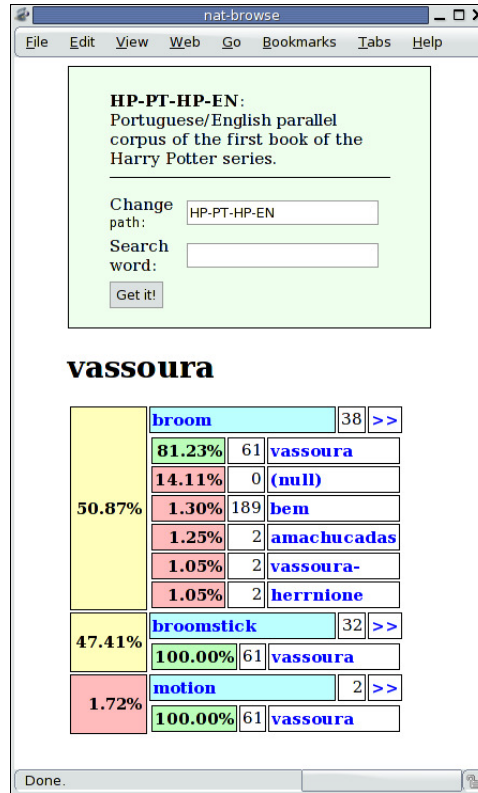 nat-browse
File Edit View Web Go Bookmarks Tabs Help
HP-PT-HP-EN:
Portuguese/English parallel
corpus of the first book of the
Harry Potter series.
Change
path:
HP-PT-HP-EN
Search
word:
Get it!
vassoura
50.87%
broom 38 >>
81.23% 61 vassoura
14.11% 0 (null)
1.30% 189 bem
1.25% 2 amachucadas
1.05% 2 vassoura-
1.05% 2 herrnione
47.41%
broomstick 32 >>
100.00% 61 vassoura
1.72%
motion 2 >>
100.00% 61 vassoura
Done.